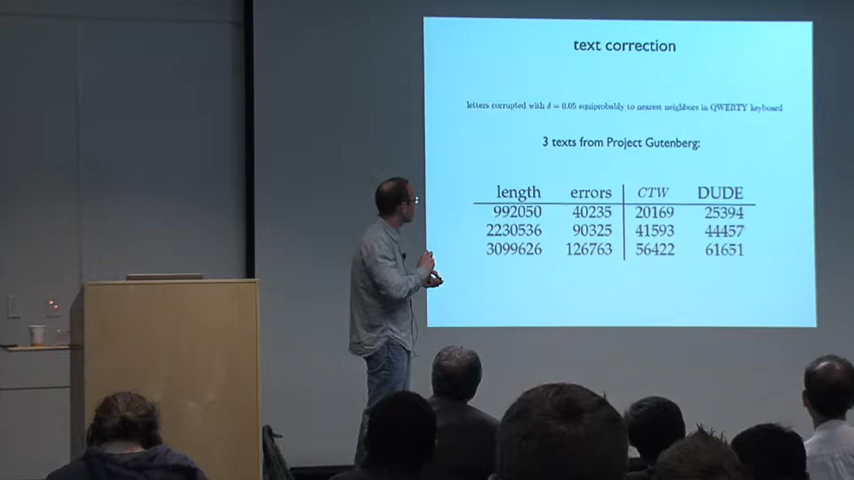 text correction
letters corrupted with δ = 0.05 equiprobably to nearest neighbors in QWERTY keyboard
3 texts from Project Gutenberg:
length errors CTW DUDE
992050 40235 20169 25394
2230536 90325 41593 44457
3099626 126763 56422 61651